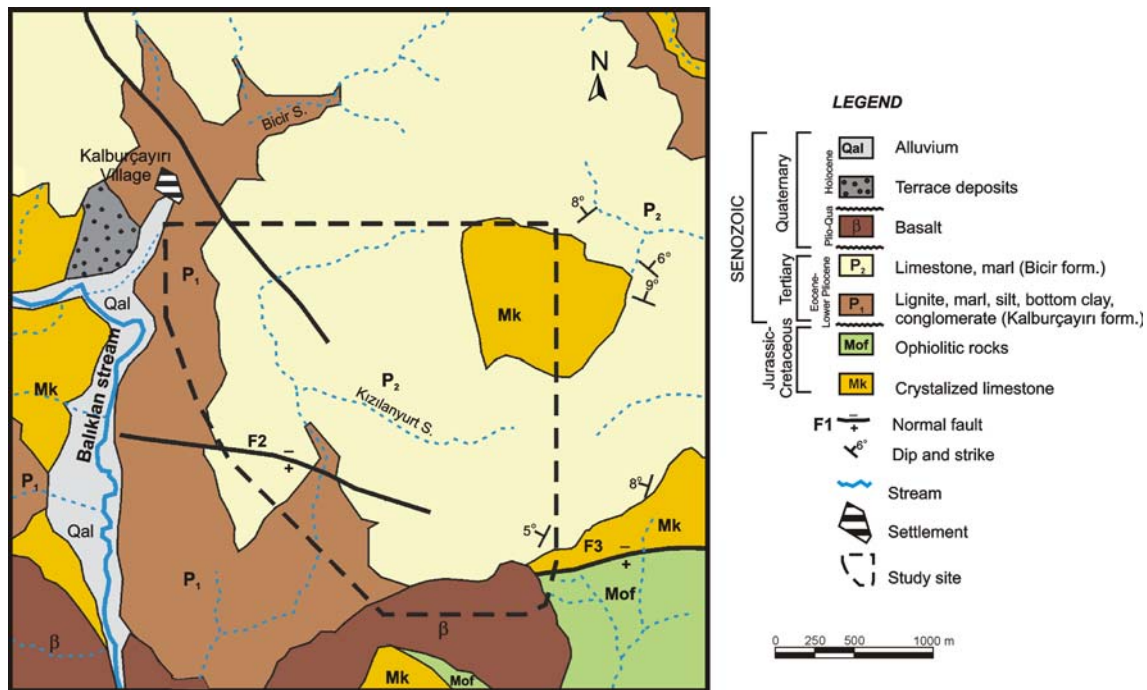 N
Bicir S.
Kalburçayırı
Village
8°
P2
P1
6°
9°
Qal
Mk
P2
Kızılanyurt S.
Mk
Balıklan stream
F2
−
+
P1
8°
Qal
5°
Mk
F3
−
+
P1
Mof
β
β
Mk
Mof
LEGEND
SENOZOIC
Quaternary
Holocene
Qal Alluvium
Terrace deposits
Plio-Qua
β Basalt
Tertiary
Eocene-
Lower Pliocene
P2 Limestone, marl (Bicir form.)
P1 Lignite, marl, silt, bottom clay,
conglomerate (Kalburçayırı form.)
Jurassic-
Cretaceous
Mof Ophiolitic rocks
Mk Crystalized limestone
F1 − + Normal fault
6° Dip and strike
Stream
Settlement
Study site
0 250 500 1000 m